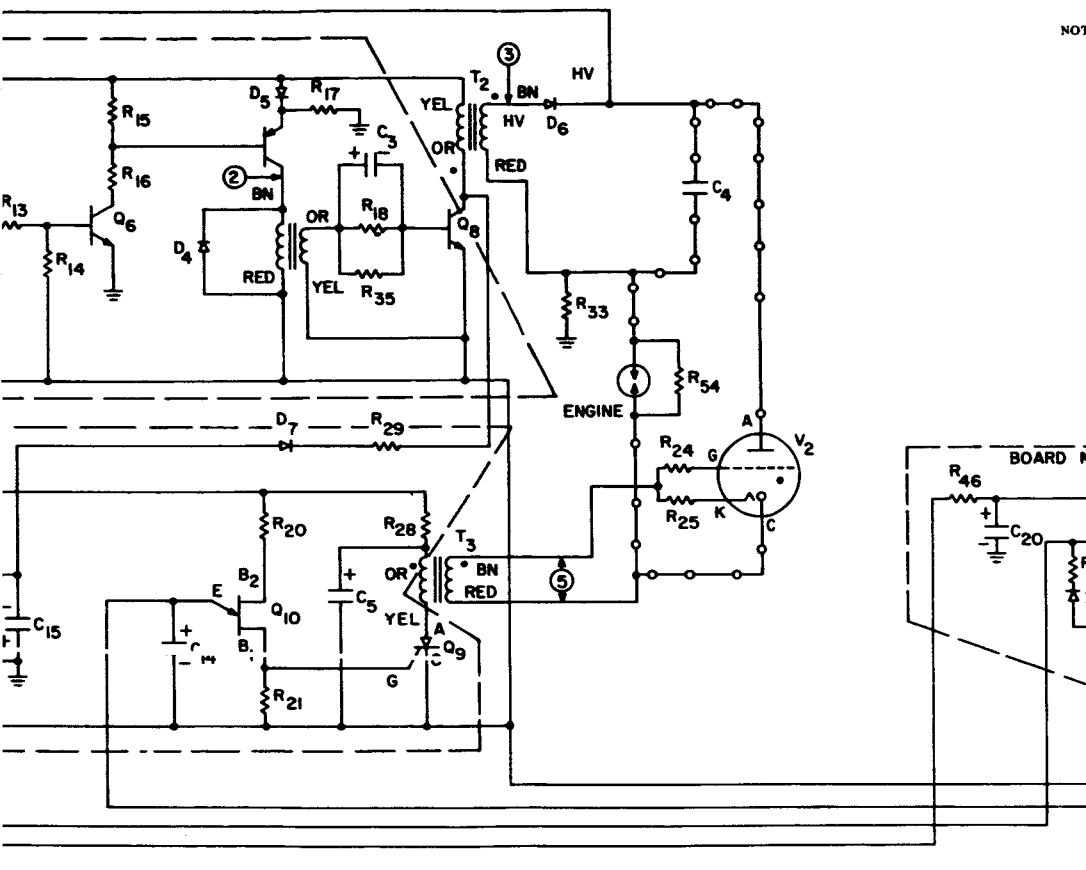 NOT
3
HV
T2
BN
D5
R17
YEL
HV
D6
R15
C3
+
-
OR
RED
2
R16
BN
C4
R13
Q6
R18
OR
Q8
D4
R14
RED
YEL
R35
R33
R54
ENGINE
D7
R29
A
V2
R24
G
BOARD
R46
R25
K
C
+
C20
-
R20
R28
T3
BN
OR
5
RED
B2
+
E
C5
Q10
YEL
A
C15
+
B
Q9
-
G
R21